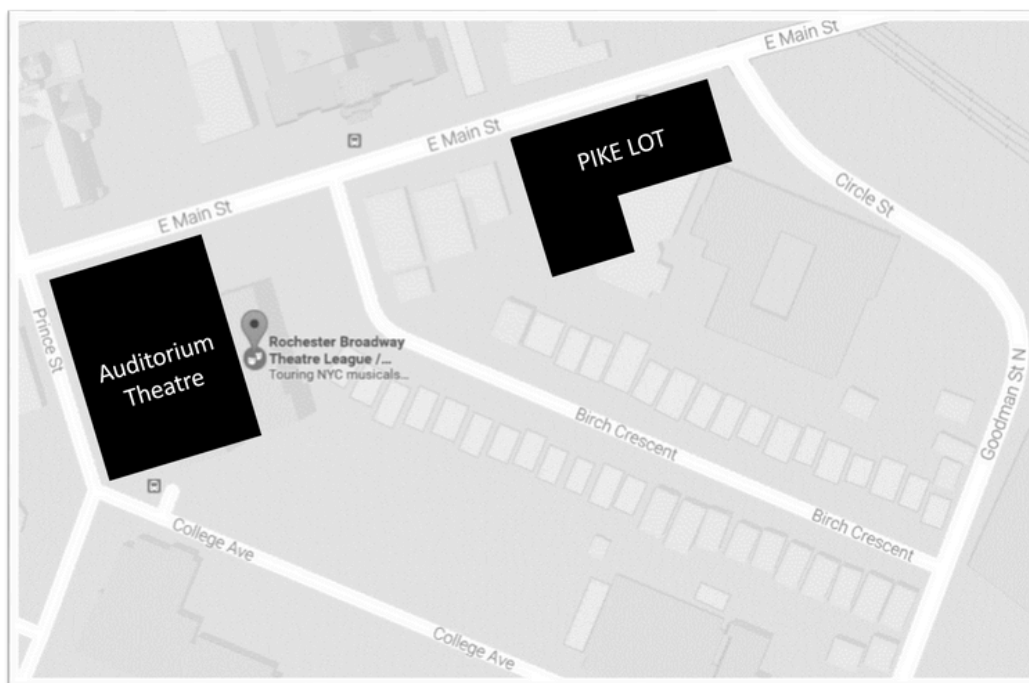 E Main St
E Main St
PIKE LOT
E Main St
Circle St
Prince St
Auditorium
Theatre
Rochester Broadway
Theatre League /...
Touring NYC musicals...
Goodman St N
Birch Crescent
Birch Crescent
College Ave
College Ave